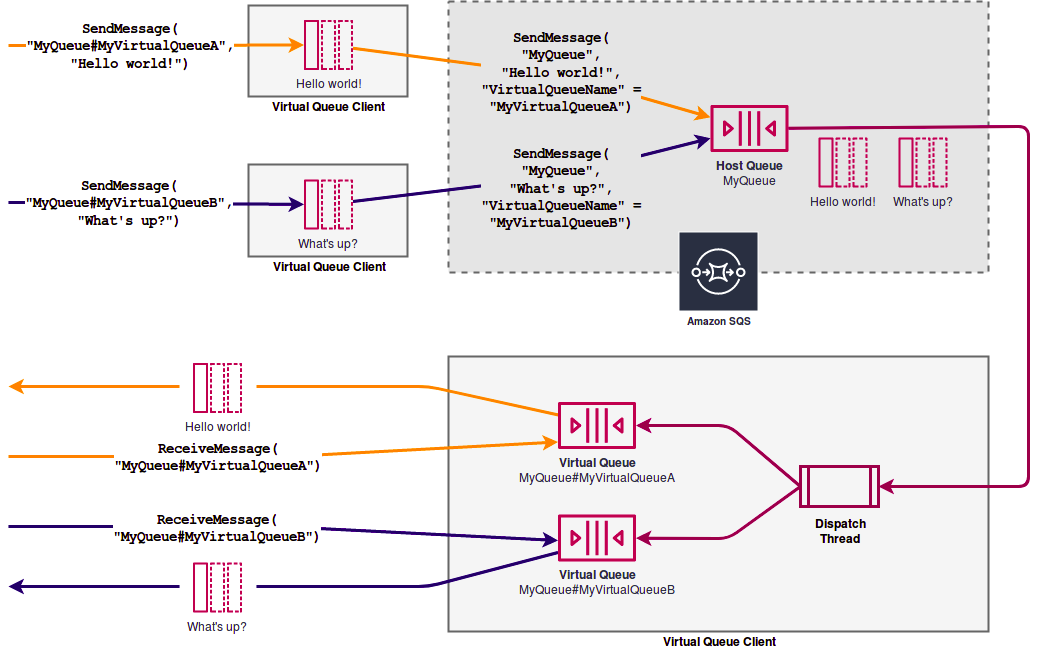 SendMessage(
"MyQueue#MyVirtualQueueA",
"Hello world!")
Hello world!
Virtual Queue Client
SendMessage(
"MyQueue",
"Hello world!",
"VirtualQueueName" =
"MyVirtualQueueA")
SendMessage(
"MyQueue#MyVirtualQueueB",
"What's up?")
What's up?
Virtual Queue Client
SendMessage(
"MyQueue",
"What's up?",
"VirtualQueueName" =
"MyVirtualQueueB")
Host Queue
MyQueue
Hello world!
What's up?
Amazon SQS
Hello world!
ReceiveMessage(
"MyQueue#MyVirtualQueueA")
ReceiveMessage(
"MyQueue#MyVirtualQueueB")
What's up?
Virtual Queue
MyQueue#MyVirtualQueueA
Virtual Queue
MyQueue#MyVirtualQueueB
Dispatch
Thread
Virtual Queue Client